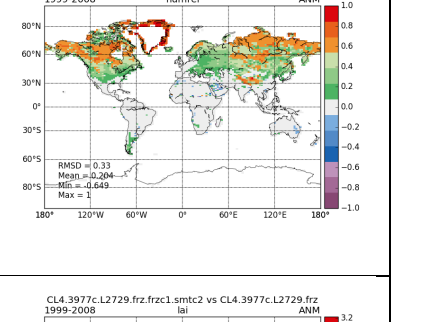 1999-2008 ANM
1.0
80°N
0.8
60°N
0.6
0.4
30°N
0.2
0°
0.0
−0.2
30°S
−0.4
60°S
−0.6
RMSD = 0.33
Mean = 0.204
80°S
−0.8
Min = -0.649
Max = 1
−1.0
180° 120°W 60°W 0° 60°E 120°E 180°
CL4.3977c.L2729.frz.frzc1.smtc2 vs CL4.3977c.L2729.frz
1999-2008 lai ANM
3.2